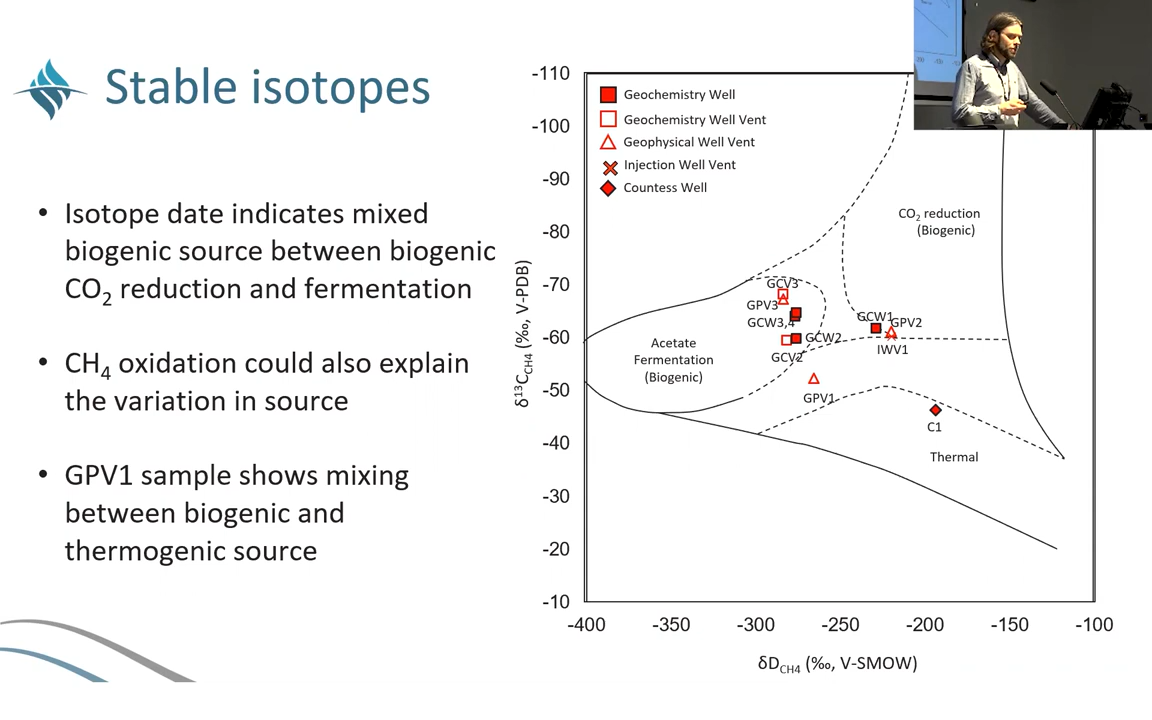 Stable isotopes
• Isotope date indicates mixed
biogenic source between biogenic
CO2 reduction and fermentation
• CH4 oxidation could also explain
the variation in source
• GPV1 sample shows mixing
between biogenic and
thermogenic source
Geochemistry Well
Geochemistry Well Vent
Geophysical Well Vent
Injection Well Vent
Countess Well
δ13CCH4 (‰, V-PDB)
-110
-100
-90
-80
-70
-60
-50
-40
-30
-20
-10
CO2 reduction
(Biogenic)
GCV3
GPV3
GCW3,4
GCW2
GCV2
GCW1
GPV2
IWV1
Acetate
Fermentation
(Biogenic)
GPV1
C1
Thermal
-400 -350 -300 -250 -200 -150 -100
δDCH4 (‰, V-SMOW)